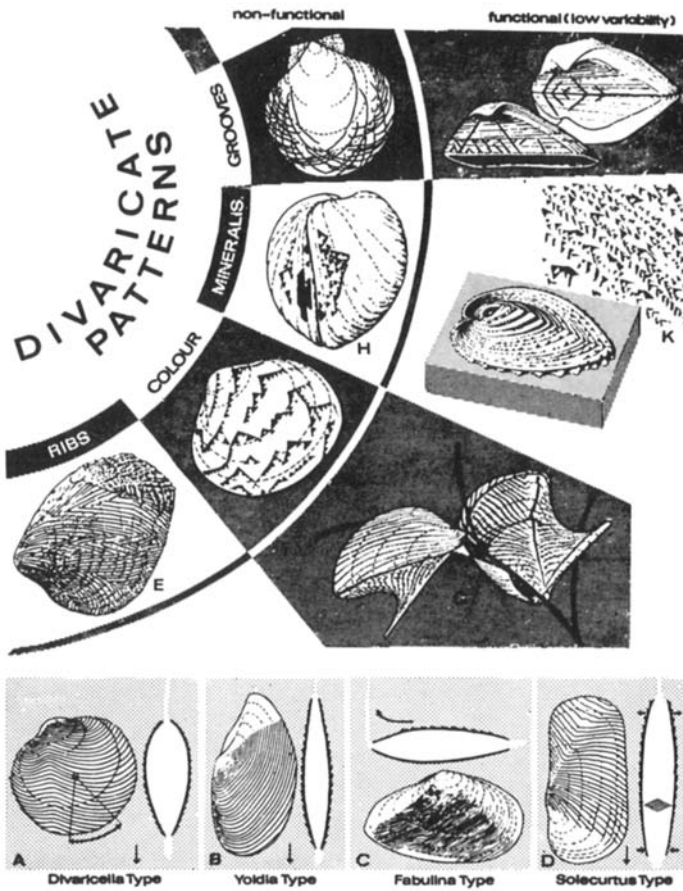 non-functional
functional (low variability)
DIVARICATE
PATTERNS
GROOVES
MINERALIS.
COLOUR
RIBS
H
K
E
A
Divaricella Type
B
Yoldia Type
C
Fabulina Type
D
Solecurtus Type